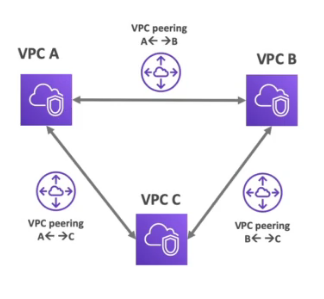 VPC peering
A← →B
VPC A
VPC B
VPC C
VPC peering
A← →C
VPC peering
B← →C